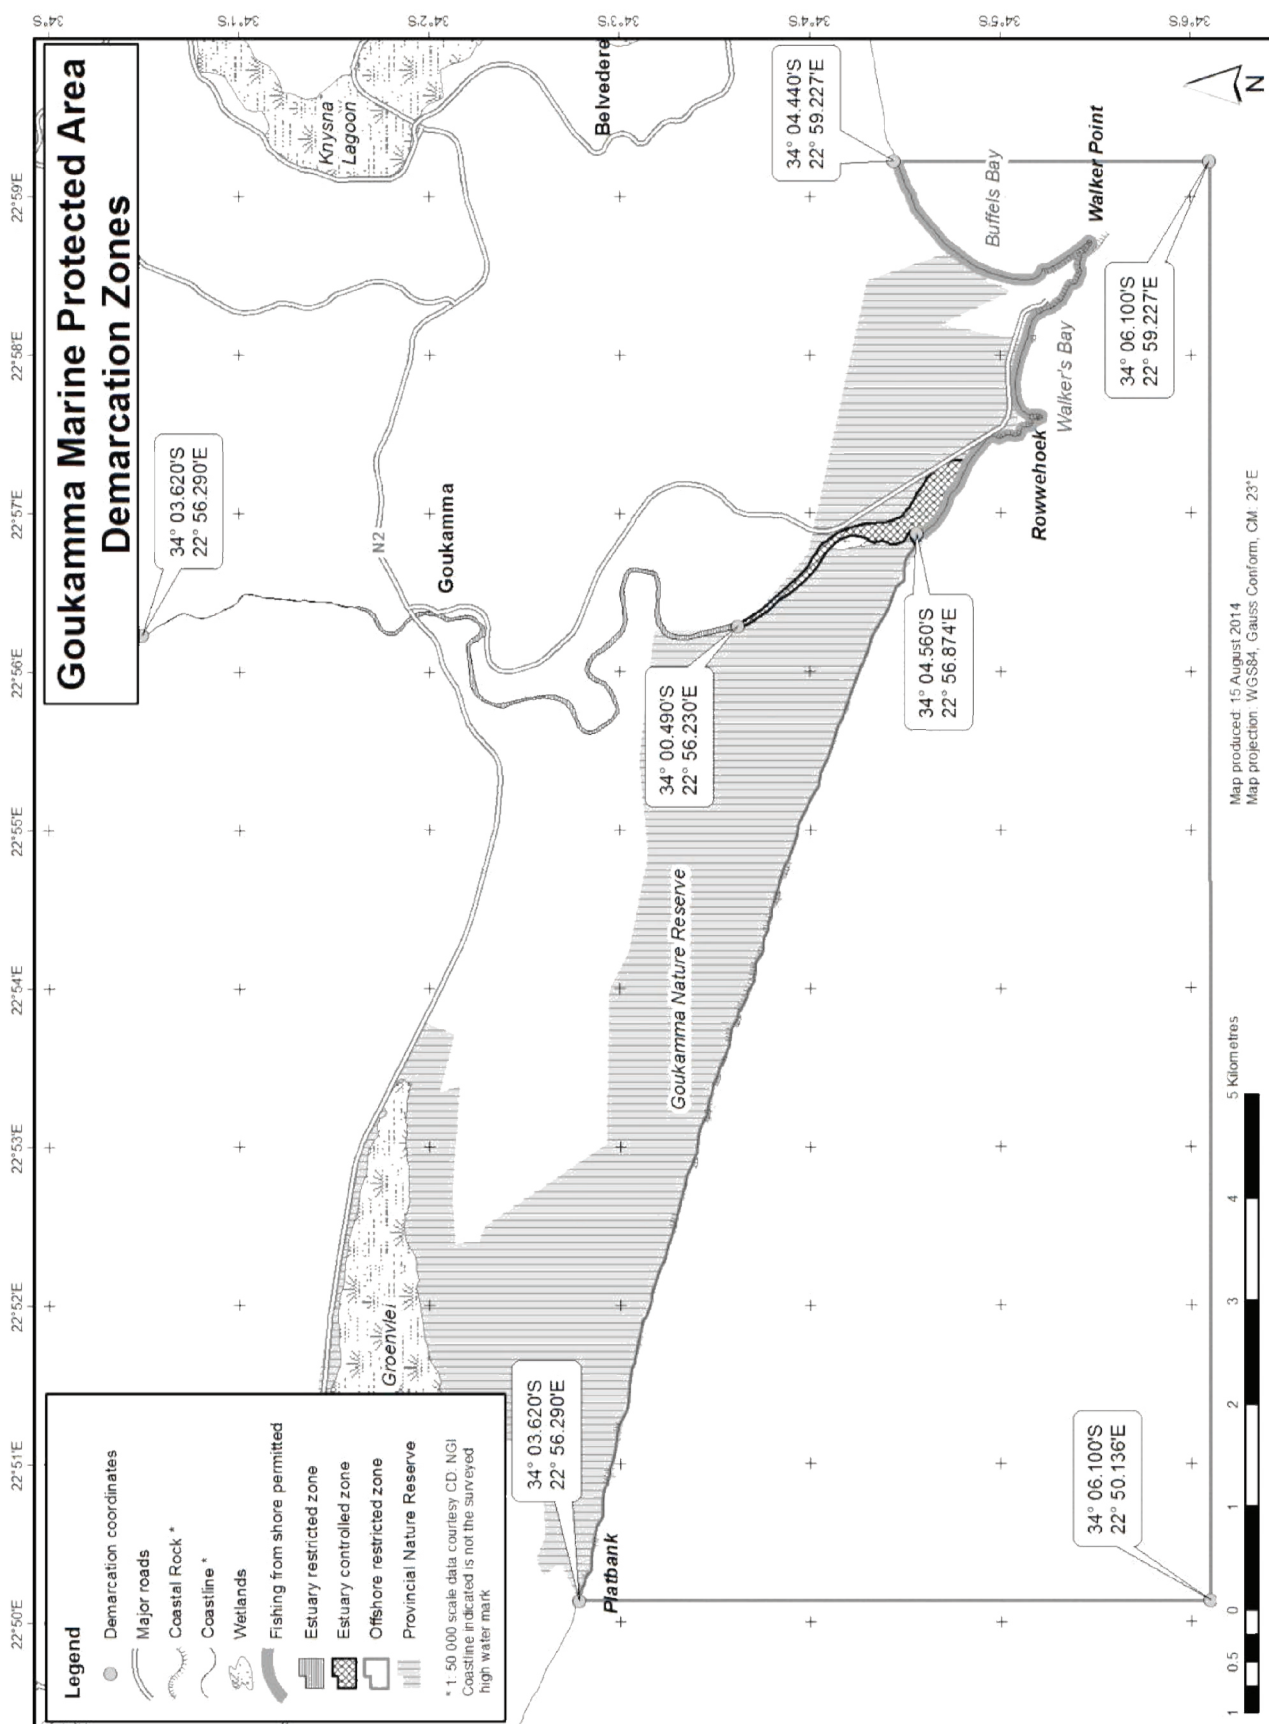 Goukamma Marine Protected Area
Demarcation Zones
22°50'E
22°51'E
22°52'E
22°53'E
22°54'E
22°55'E
22°56'E
22°57'E
22°58'E
22°59'E
34°S
34°1'S
34°2'S
34°3'S
34°4'S
34°5'S
34°6'S
34° 03.620'S
22° 56.290'E
Knysna
Lagoon
N2
Goukamma
Belvedere
34° 04.440'S
22° 59.227'E
Groenvlei
34° 00.490'S
22° 56.230'E
Goukamma Nature Reserve
Buffels Bay
34° 03.620'S
22° 56.290'E
Platbank
34° 04.560'S
22° 56.874'E
Rowwehoek
Walker's Bay
Walker Point
34° 06.100'S
22° 50.136'E
34° 06.100'S
22° 59.227'E
Legend
Demarcation coordinates
Major roads
Coastal Rock *
Coastline *
Wetlands
Fishing from shore permitted
Estuary restricted zone
Estuary controlled zone
Offshore restricted zone
Provincial Nature Reserve
* 1: 50 000 scale data courtesy CD: NGI
Coastline indicated is not the surveyed
high water mark
1 0.5 0 1 2 3 4 5 Kilometres
Map produced: 15 August 2014
Map projection: WGS84, Gauss Conform, CM: 23°E
N